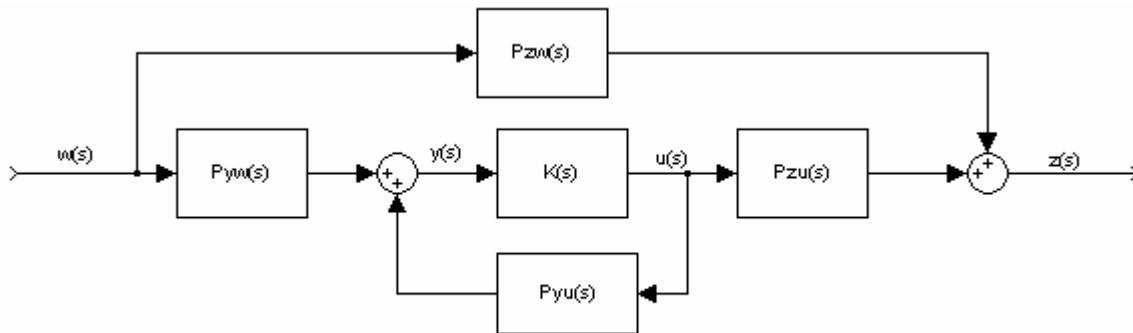 Pzw(s)
w(s)
Pyw(s)
+
+
y(s)
K(s)
u(s)
Pzu(s)
+
+
z(s)
Pyu(s)